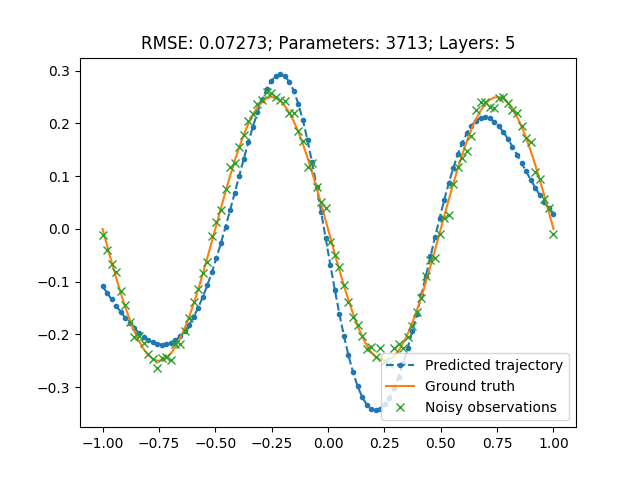 RMSE: 0.07273; Parameters: 3713; Layers: 5
0.3
0.2
0.1
0.0
−0.1
−0.2
−0.3
Predicted trajectory
Ground truth
Noisy observations
−1.00 −0.75 −0.50 −0.25 0.00 0.25 0.50 0.75 1.00